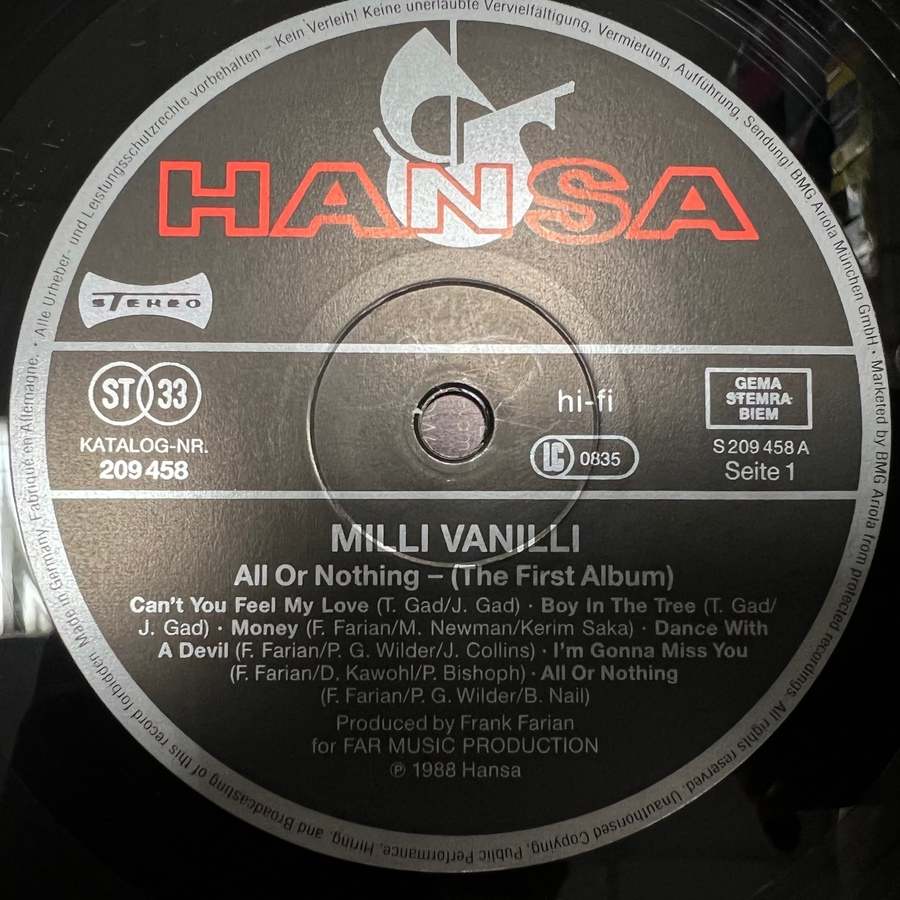 Alle Urheber- und Leistungsschutzrechte vorbehalten – Kein Verleih! Keine unerlaubte Vervielfältigung, Vermietung, Aufführung, Sendung! BMG Ariola München GmbH · Marketed by BMG Ariola from protected recordings. All rights reserved. Unauthorised Copying, Public Performance, Hiring, and Broadcasting of this record forbidden. Made in Germany. Fabriqué en Allemagne. ·
HANSA
STEREO
ST 33
hi-fi
GEMA
STEMRA
BIEM
KATALOG-NR.
209 458
LC 0835
S 209 458 A
Seite 1
MILLI VANILLI
All Or Nothing – (The First Album)
Can't You Feel My Love (T. Gad/J. Gad) · Boy In The Tree (T. Gad/
J. Gad) · Money (F. Farian/M. Newman/Kerim Saka) · Dance With
A Devil (F. Farian/P. G. Wilder/J. Collins) · I'm Gonna Miss You
(F. Farian/D. Kawohl/P. Bishoph) · All Or Nothing
(F. Farian/P. G. Wilder/B. Nail)
Produced by Frank Farian
for FAR MUSIC PRODUCTION
℗ 1988 Hansa